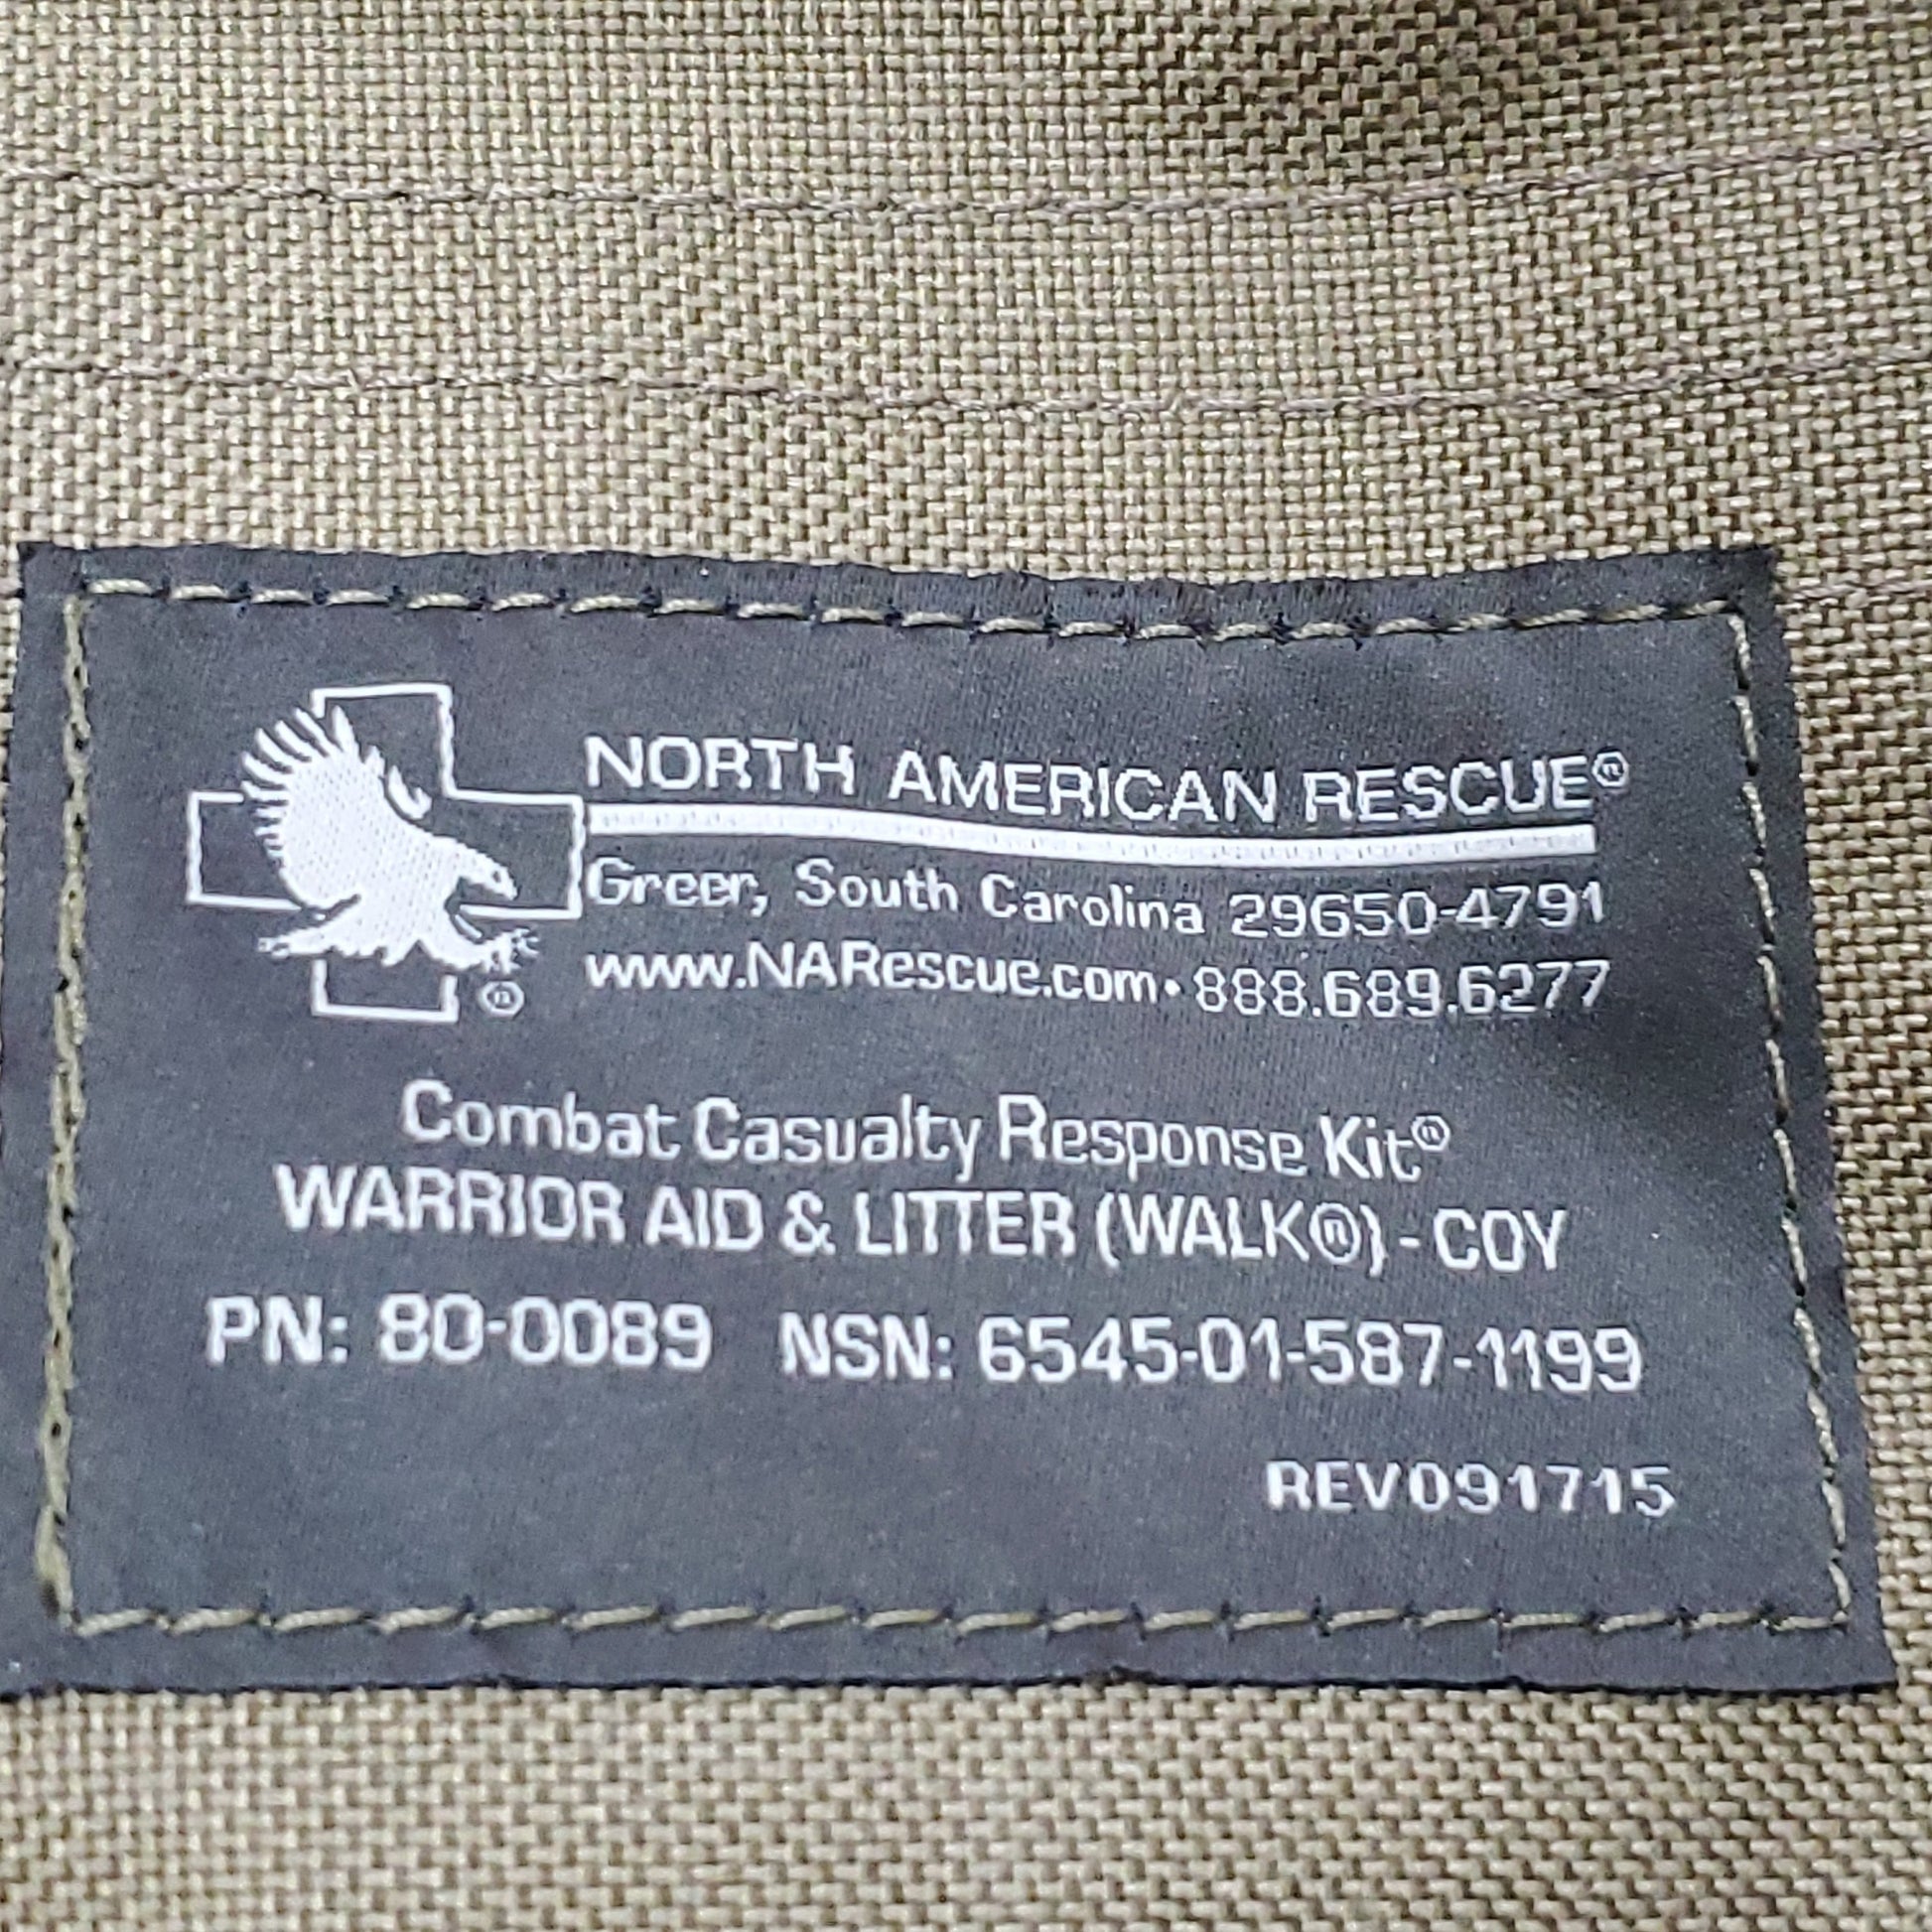 NORTH AMERICAN RESCUE®
Greer, South Carolina 29650-4791
www.NARescue.com • 888.689.6277
®
Combat Casualty Response Kit®
WARRIOR AID & LITTER (WALK®) - COY
PN: 80-0089 NSN: 6545-01-587-1199
REV091715